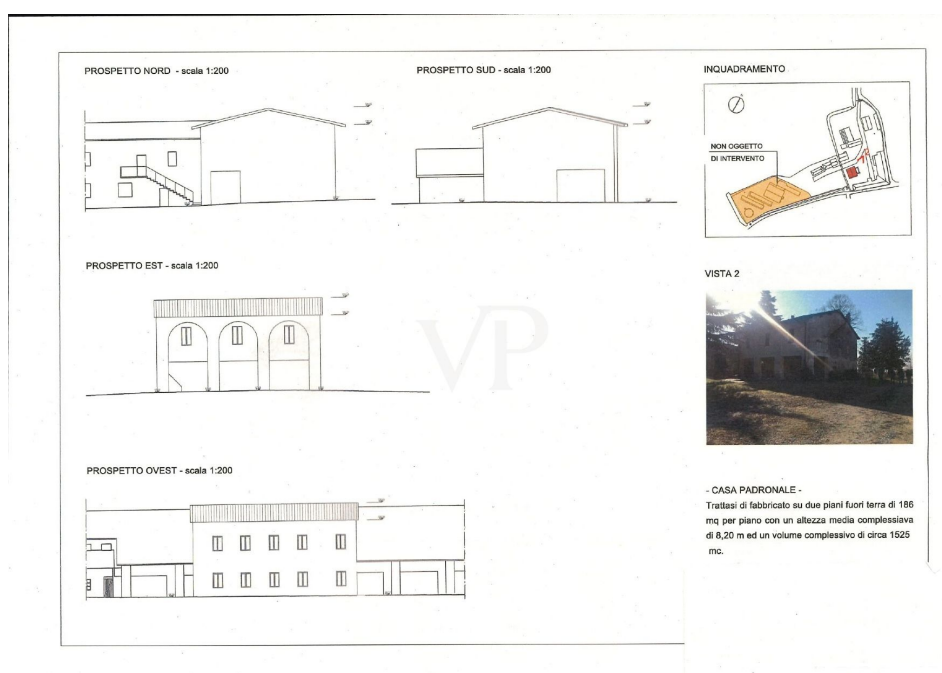 PROSPETTO NORD - scala 1:200
PROSPETTO SUD - scala 1:200
INQUADRAMENTO
NON OGGETTO
DI INTERVENTO
PROSPETTO EST - scala 1:200
VISTA 2
VP
PROSPETTO OVEST - scala 1:200
- CASA PADRONALE -
Trattasi di fabbricato su due piani fuori terra di 186
mq per piano con un altezza media complessiava
di 8,20 m ed un volume complessivo di circa 1525
mc.